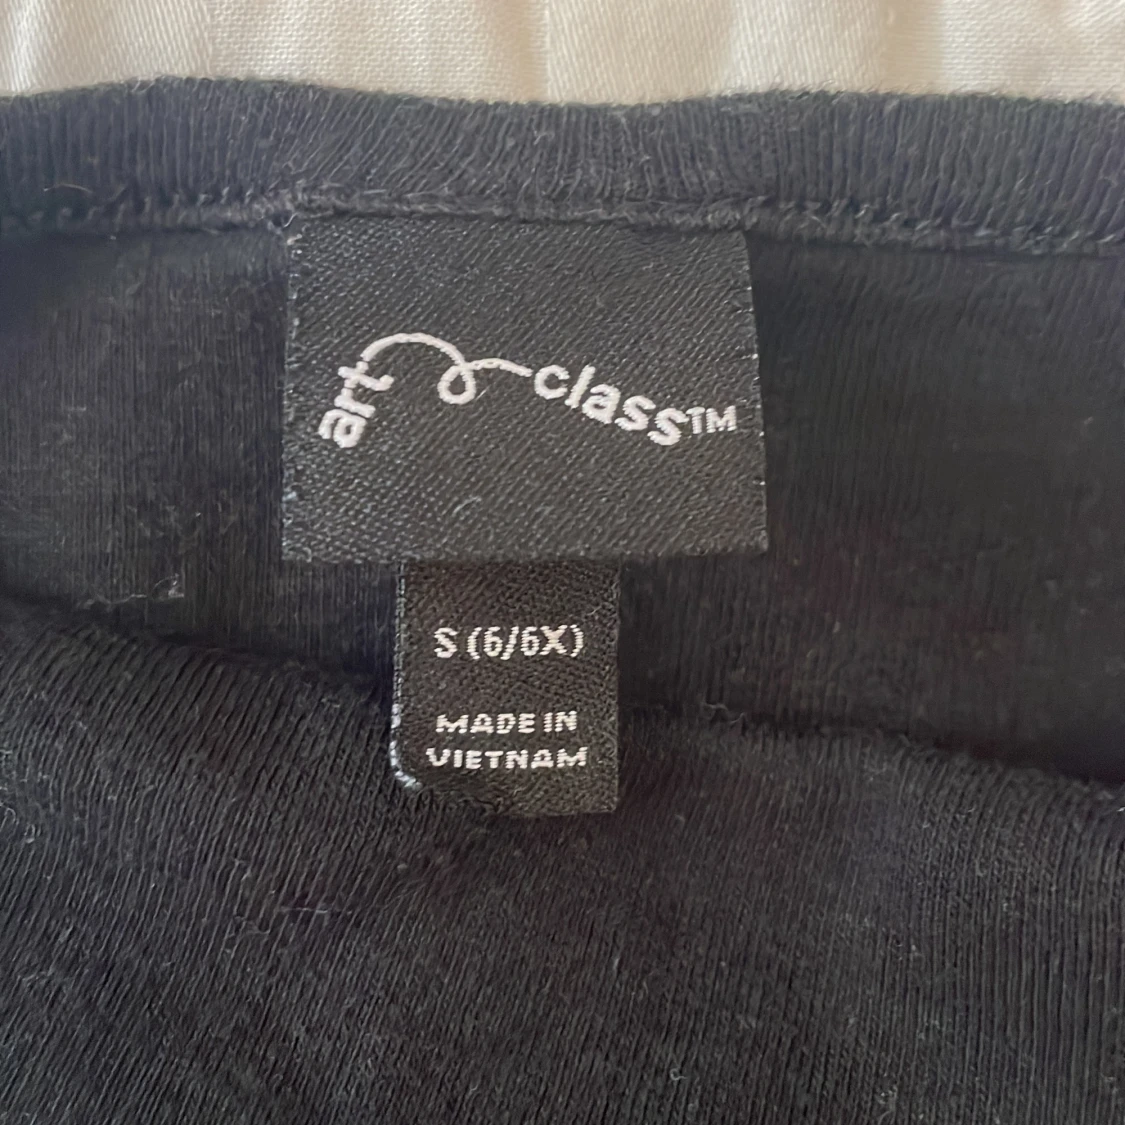 art class™
S (6/6X)
MADE IN
VIETNAM